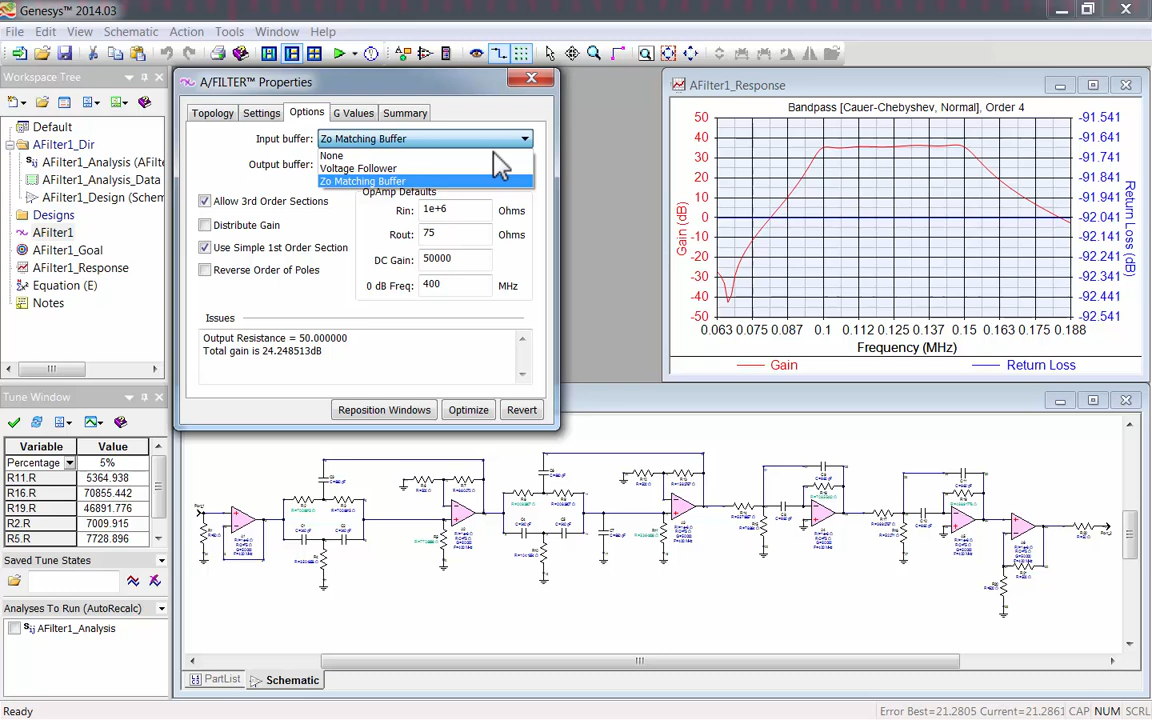 Genesys™ 2014.03
File Edit View Schematic Action Tools Window Help
Workspace Tree
Default
AFilter1_Dir
AFilter1_Analysis (AFilte
AFilter1_Analysis_Data
AFilter1_Design (Schem
Designs
AFilter1
AFilter1_Goal
AFilter1_Response
Equation (E)
Notes
Tune Window
Variable Value
Percentage 5%
R11.R 5364.938
R16.R 70855.442
R19.R 46891.776
R2.R 7009.915
R5.R 7728.896
Saved Tune States
Analyses To Run (AutoRecalc)
AFilter1_Analysis
A/FILTER™ Properties
Topology Settings Options G Values Summary
Input buffer: Zo Matching Buffer
None
Voltage Follower
Zo Matching Buffer
Output buffer:
OpAmp Defaults
Allow 3rd Order Sections
Distribute Gain
Use Simple 1st Order Section
Reverse Order of Poles
Rin: 1e+6 Ohms
Rout: 75 Ohms
DC Gain: 50000
0 dB Freq: 400 MHz
Issues
Output Resistance = 50.000000
Total gain is 24.248513dB
Reposition Windows Optimize Revert
AFilter1_Response
Bandpass [Cauer-Chebyshev, Normal], Order 4
50
40
30
20
10
0
-10
-20
-30
-40
-50
Gain (dB)
-91.541
-91.641
-91.741
-91.841
-91.941
-92.041
-92.141
-92.241
-92.341
-92.441
-92.541
Return Loss (dB)
0.063 0.075 0.087 0.1 0.112 0.125 0.137 0.15 0.163 0.175 0.188
Frequency (MHz)
Gain Return Loss
PartList Schematic
Ready
Error Best=21.2805 Current=21.2861 CAP NUM SCRL